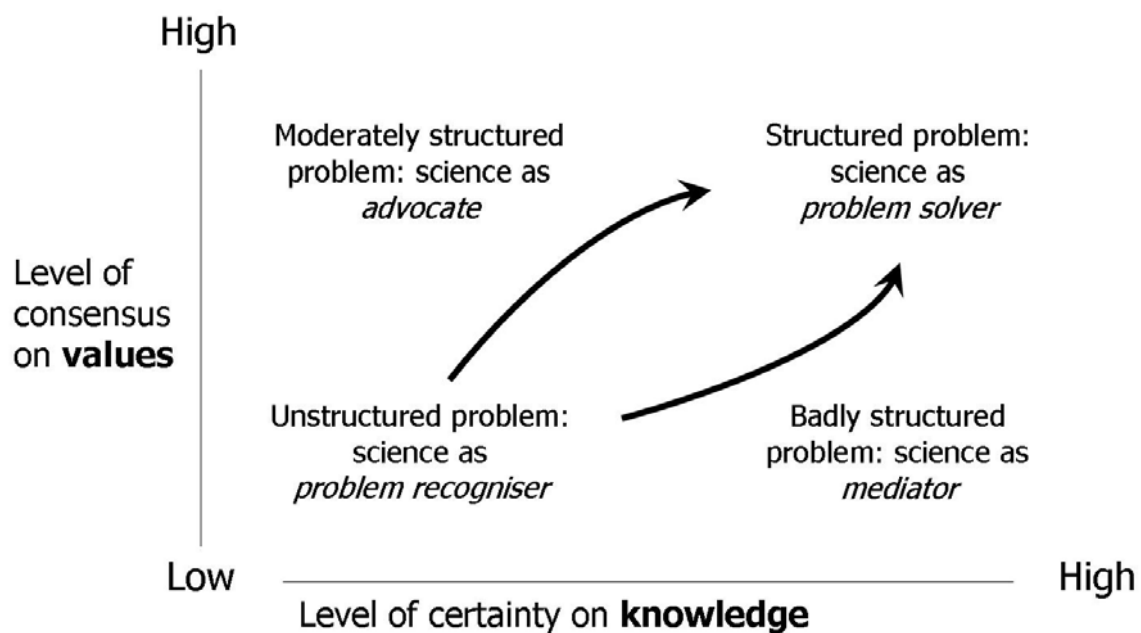 High
Moderately structured
problem: science as
advocate
Structured problem:
science as
problem solver
Level of
consensus
on values
Unstructured problem:
science as
problem recogniser
Badly structured
problem: science as
mediator
Low
High
Level of certainty on knowledge